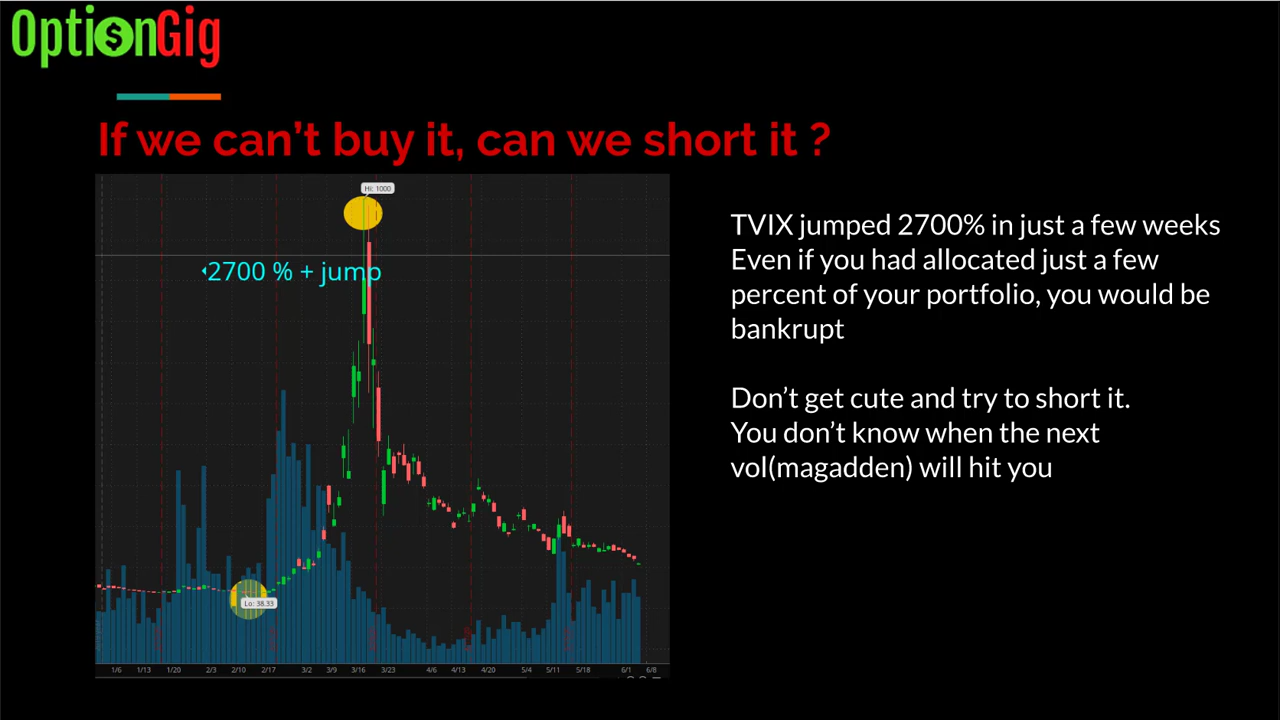 Opti$nGig
If we can't buy it, can we short it ?
Hi: 1000
2700 % + jump
Lo: 38.33
1/6 1/13 1/20 2/3 2/10 2/17 3/2 3/9 3/16 3/23 4/6 4/13 4/20 5/4 5/11 5/18 6/1 6/8
TVIX jumped 2700% in just a few weeks
Even if you had allocated just a few
percent of your portfolio, you would be
bankrupt
Don't get cute and try to short it.
You don't know when the next
vol(magadden) will hit you